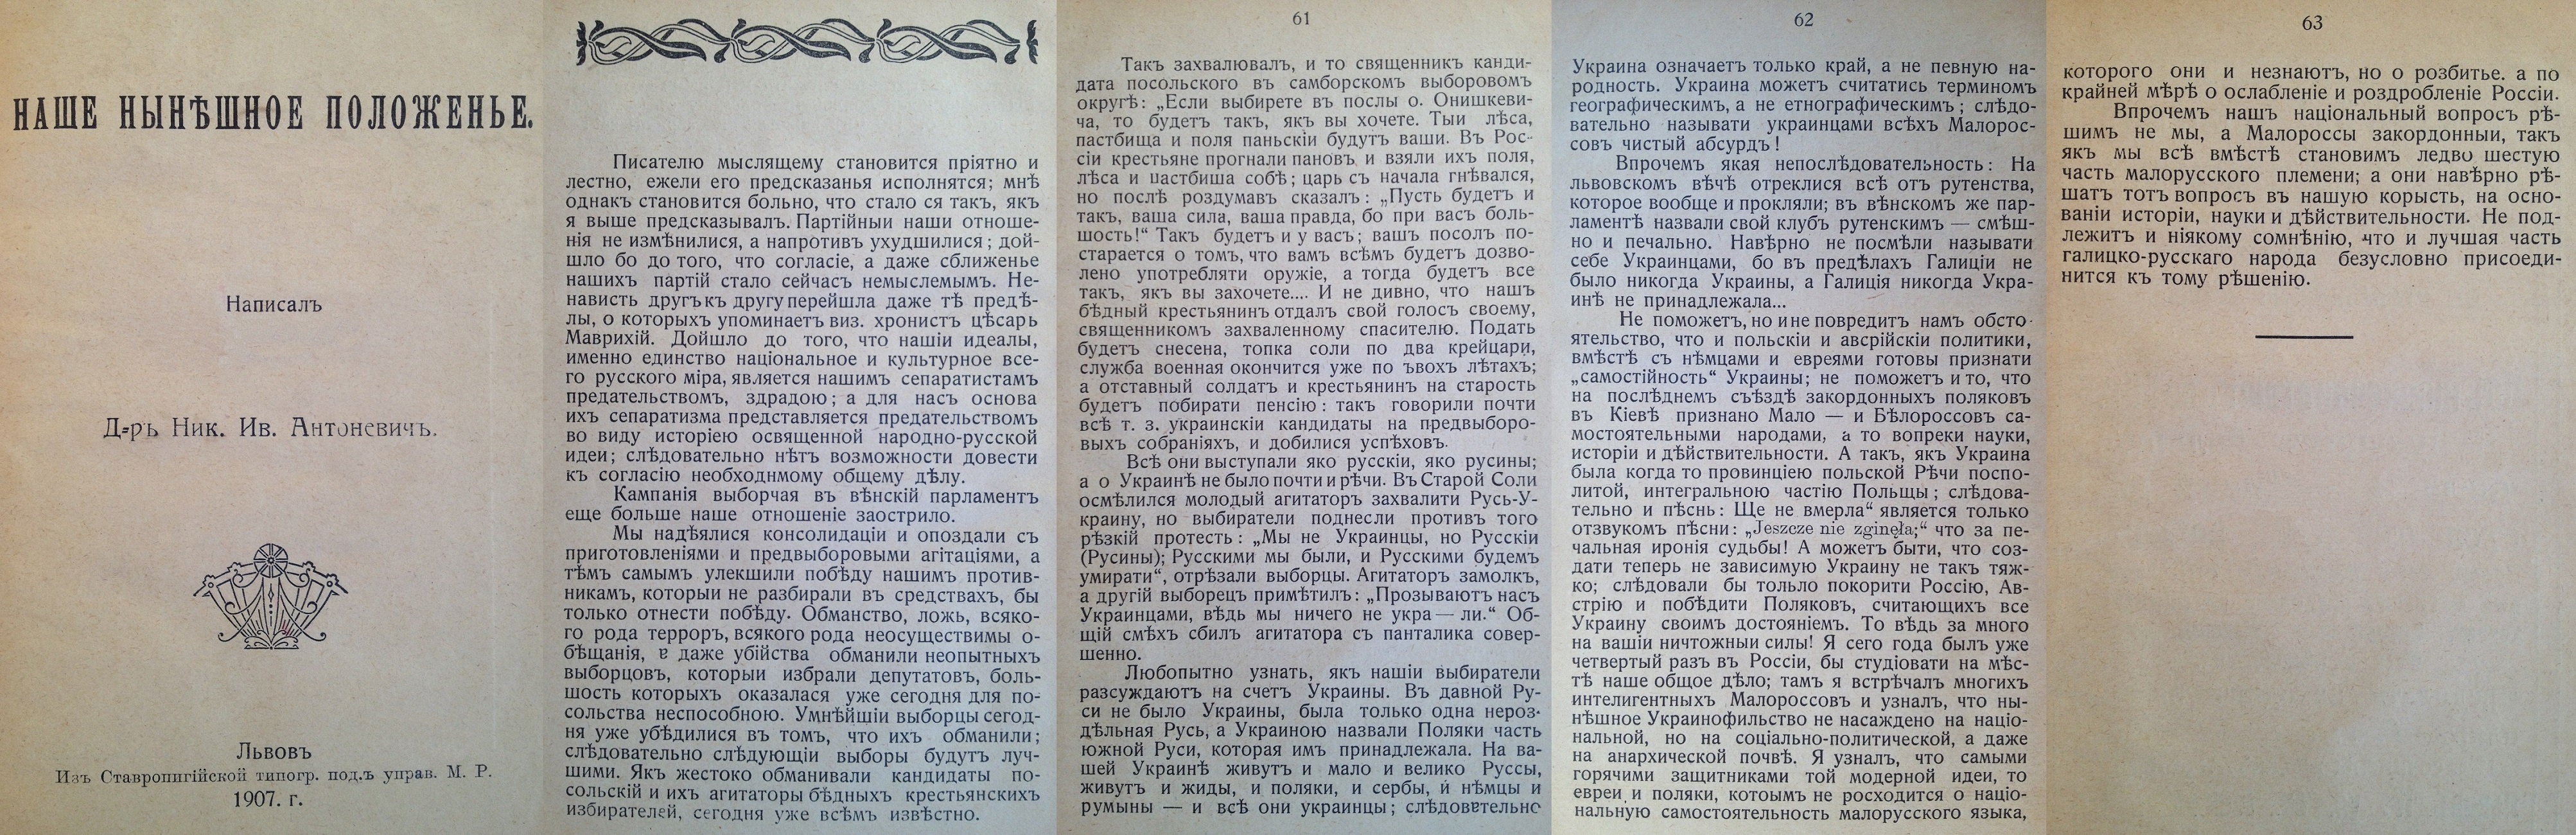 НАШЕ НЫНѢШНОЕ ПОЛОЖЕНЬЕ.
Написалъ
Д-ръ Ник. Ив. Антоневичъ.
Львовъ
Изъ Ставропигійской типогр. под.ъ управ. М. Р.
1907. г.
Писателю мыслящему становится пріятно и
лестно, ежели его предсказанья исполнятся; мнѣ
однакъ становится больно, что стало ся такъ, якъ
я выше предсказывалъ. Партійныи наши отноше-
нія не измѣнилися, а напротивъ ухудшилися; дой-
шло бо до того, что согласіе, а даже сближенье
нашихъ партій стало сейчасъ немыслемымъ. Не-
нависть другъ къ другу перейшла даже тѣ предѣ-
лы, о которыхъ упоминаетъ виз. хронистъ цѣсарь
Маврихій. Дойшло до того, что нашіи идеалы,
именно единство національное и культурное все-
го русского міра, является нашимъ сепаратистамъ
предательствомъ, здрадою; а для насъ основа
ихъ сепаратизма представляется предательствомъ
во виду исторіею освященной народно-русской
идеи; слѣдовательно нѣтъ возможности довести
къ согласію необходнмому общему дѣлу.
Кампанія выборчая въ вѣнскій парламентъ
еще больше наше отношеніе заострило.
Мы надѣялися консолидаціи и опоздали съ
приготовленіями и предвыборовыми агітаціями, а
тѣмъ самымъ улекшили побѣду нашимъ против-
никамъ, которыи не разбирали въ средствахъ, бы
только отнести побѣду. Обманство, ложь, всяко-
го рода терроръ, всякого рода неосуществимы о-
бѣщанія, в даже убійства обманили неопытныхъ
выборцовъ, которыи избрали депутатовъ, боль-
шость которыхъ оказалася уже сегодня для по-
сольства неспособною. Умнѣйшіи выборцы сегод-
ня уже убѣдилися въ томъ, что ихъ обманили;
слѣдовательно слѣдующіи выборы будутъ луч-
шими. Якъ жестоко обманивали кандидаты по-
сольскіи и ихъ агитаторы бѣдныхъ крестьянскихъ
избирателей, сегодня уже всѣмъ извѣстно.
61
Такъ захвалювалъ, и то священникъ канди-
дата посольского въ самборскомъ выборовомъ
округѣ: „Если выбирете въ послы о. Онишкеви-
ча, то будетъ такъ, якъ вы хочете. Тыи лѣса,
пастбища и поля паньскіи будутъ ваши. Въ Рос-
сіи крестьяне прогнали пановъ и взяли ихъ поля,
лѣса и пастбиша собѣ; царь съ начала гнѣвался,
но послѣ роздумавъ сказалъ: „Пусть будетъ и
такъ, ваша сила, ваша правда, бо при васъ боль-
шость!“ Такъ будетъ и у васъ; вашъ посолъ по-
старается о томъ, что вамъ всѣмъ будетъ дозво-
лено употребляти оружіе, а тогда будетъ все
такъ, якъ вы захочете.... И не дивно, что нашъ
бѣдный крестьянинъ отдалъ свой голосъ своему,
священникомъ захваленному спасителю. Подать
будетъ снесена, топка соли по два крейцари,
служба военная окончится уже по ъвохъ лѣтахъ;
а отставный солдатъ и крестьянинъ на старость
будетъ побирати пенсію: такъ говорили почти
всѣ т. з. украинскіи кандидаты на предвыборо-
выхъ собраніяхъ, и добилися успѣховъ.
Всѣ они выступали яко русскіи, яко русины;
а о Украинѣ не было почти и рѣчи. Въ Старой Соли
осмѣлился молодый агитаторъ захвалити Русь-У-
краину, но выбиратели поднесли противъ того
рѣзкій протесть: „Мы не Украинцы, но Русскіи
(Русины); Русскими мы были, и Русскими будемъ
умирати“, отрѣзали выборцы. Агитаторъ замолкъ,
а другій выборецъ примѣтилъ: „Прозываютъ насъ
Украинцами, вѣдь мы ничего не укра — ли.“ Об-
щій смѣхъ сбилъ агитатора съ панталика совер-
шенно.
Любопытно узнать, якъ нашіи выбиратели
разсуждаютъ на счетъ Украины. Въ давной Ру-
си не было Украины, была только одна нероз-
дѣльная Русь, а Украиною назвали Поляки часть
южной Руси, которая имъ принадлежала. На ва-
шей Украинѣ живутъ и мало и велико Руссы,
живутъ и жиды, и поляки, и сербы, и нѣмцы и
румыны — и всѣ они украинцы; слѣдовательно
62
Украина означаетъ только край, а не певную на-
родность. Украина можетъ считатись терминомъ
географическимъ, а не етнографическимъ; слѣдо-
вательно называти украинцами всѣхъ Малорос-
совъ чистый абсурдъ!
Впрочемъ якая непослѣдовательность: На
львовскомъ вѣчѣ отреклися всѣ отъ рутенства,
которое вообще и прокляли; въ вѣнскомъ же пар-
ламентѣ назвали свой клубъ рутенскимъ — смѣш-
но и печально. Навѣрно не посмѣли называти
себе Украинцами, бо въ предѣлахъ Галиціи не
было никогда Украины, а Галиція никогда Укра-
инѣ не принадлежала...
Не поможетъ, но и не повредитъ намъ обсто-
ятельство, что и польскіи и авсрійскіи политики,
вмѣстѣ съ нѣмцами и евреями готовы признати
„самостійность“ Украины; не поможетъ и то, что
на послѣднемъ съѣздѣ закордонныхъ поляковъ
въ Кіевѣ признано Мало — и Бѣлороссовъ са-
мостоятельными народами, а то вопреки науки,
исторіи и дѣйствительности. А такъ, якъ Украина
была когда то провинціею польской Рѣчи поспо-
литой, интегральною частію Польщы; слѣдова-
тельно и пѣснь: Ще не вмерла“ является только
отзвукомъ пѣсни: „Jeszcze nie zginęła;“ что за пе-
чальная иронія судьбы! А можетъ быти, что соз-
дати теперь не зависимую Украину не такъ тяж-
ко; слѣдовали бы тольло покорити Россію, Ав-
стрію и побѣдити Поляковъ, считающихъ все
Украину своимъ достояніем. То вѣдь за много
на вашіи ничтожныи силы! Я сего года былъ уже
четвертый разъ въ Россіи, бы студіовати на мѣс-
тѣ наше общое дѣло; тамъ я встрѣчалъ многихъ
интелигентныхъ Малороссовъ и узналъ, что ны-
нѣшное Украинофильство не насаждено на націо-
нальной, но на соціально-политической, а даже
на анархической почвѣ. Я узналъ, что самыми
горячими защитниками той модерной идеи, то
евреи и поляки, котоымъ не росходится о націо-
нальную самостоятельность малорусского языка,
63
которого они и незнаютъ, но о розбитье. а по
крайней мѣрѣ о ослабленіе и роздробленіе Россіи.
Впрочемъ нашъ національный вопросъ рѣ-
шимъ не мы, а Малороссы закордонныи, такъ
якъ мы всѣ вмѣстѣ становимъ ледво шестую
часть малорусского племени; а они навѣрно рѣ-
шатъ тотъ вопросъ въ нашую корысть, на осно-
ваніи исторіи, науки и дѣйствительности. Не под-
лежитъ и ніякому сомнѣнію, что и лучшая часть
галицко-русскаго народа безусловно присоеди-
нится къ тому рѣшенію.